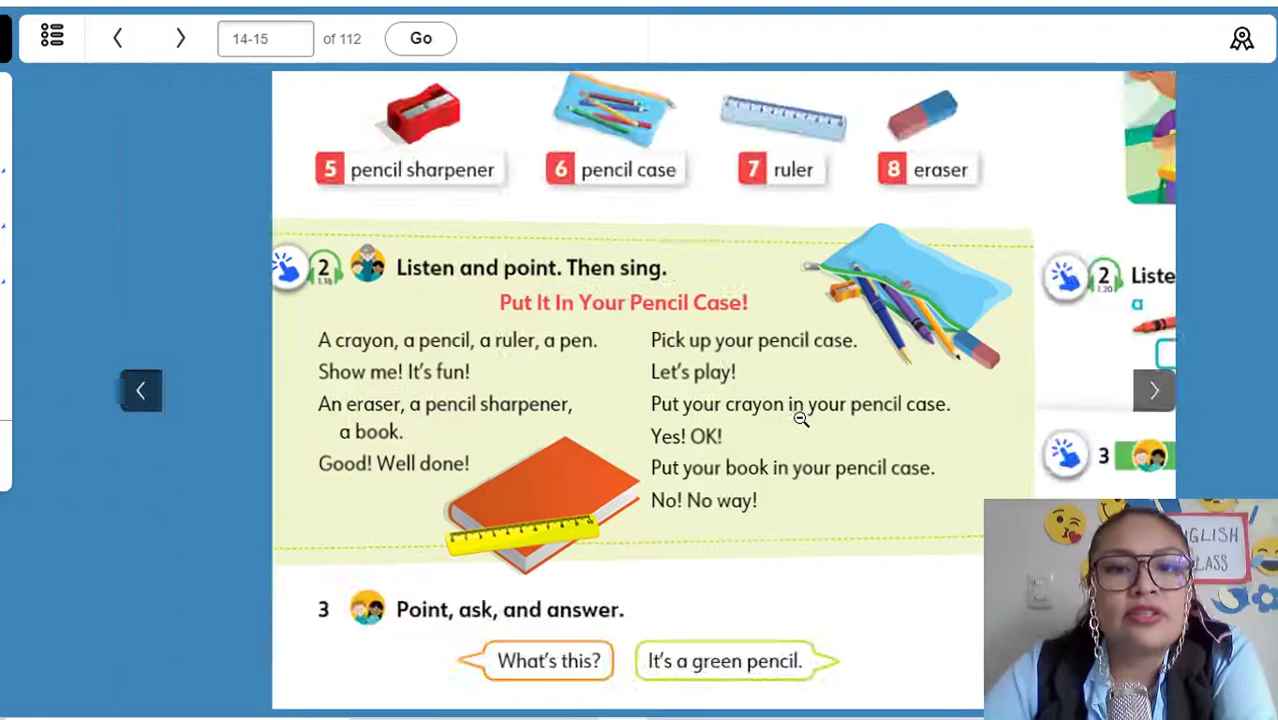 14-15 of 112 Go
5 pencil sharpener
6 pencil case
7 ruler
8 eraser
2 Listen and point. Then sing.
1.18
Put It In Your Pencil Case!
A crayon, a pencil, a ruler, a pen.
Show me! It's fun!
An eraser, a pencil sharpener,
a book.
Good! Well done!
Pick up your pencil case.
Let's play!
Put your crayon in your pencil case.
Yes! OK!
Put your book in your pencil case.
No! No way!
3 Point, ask, and answer.
What's this?
It's a green pencil.
2 Liste
1.20
a
3
ENGLISH
CLASS